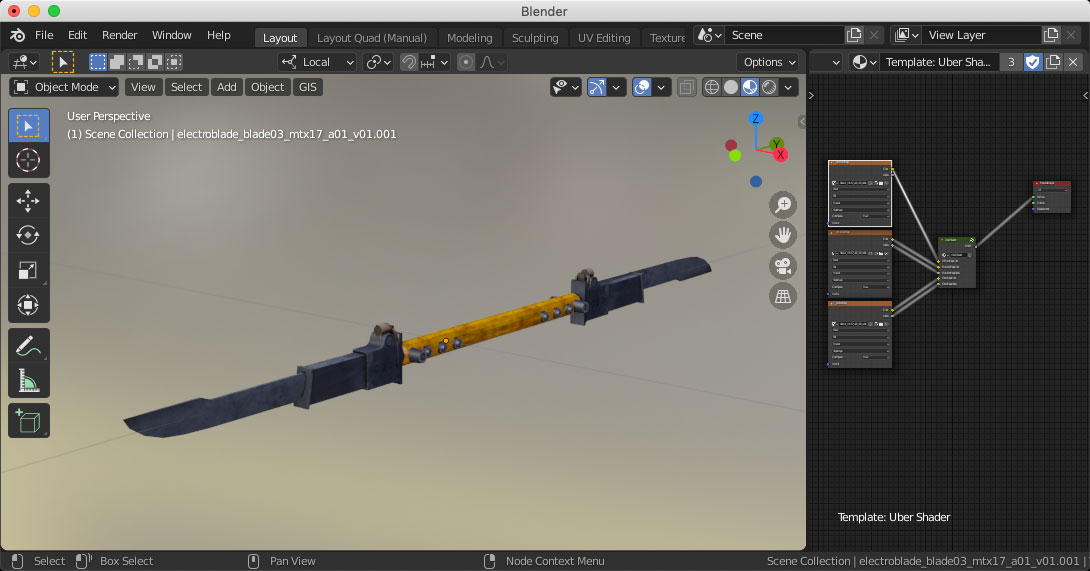 Blender
File Edit Render Window Help Layout Layout Quad (Manual) Modeling Sculpting UV Editing Texture Scene View Layer
Local Options Template: Uber Sha... 3
Object Mode View Select Add Object GIS
User Perspective
(1) Scene Collection | electroblade_blade03_mtx17_a01_v01.001
Z
Y
X
Template: Uber Shader
Select Box Select Pan View Node Context Menu Scene Collection | electroblade_blade03_mtx17_a01_v01.001 |